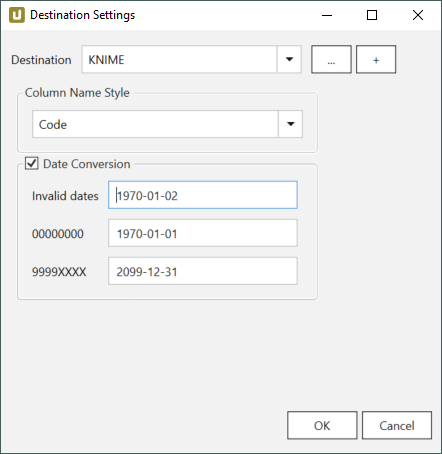 Destination Settings
Destination KNIME ... +
Column Name Style
Code
Date Conversion
Invalid dates 1970-01-02
00000000 1970-01-01
9999XXXX 2099-12-31
OK Cancel